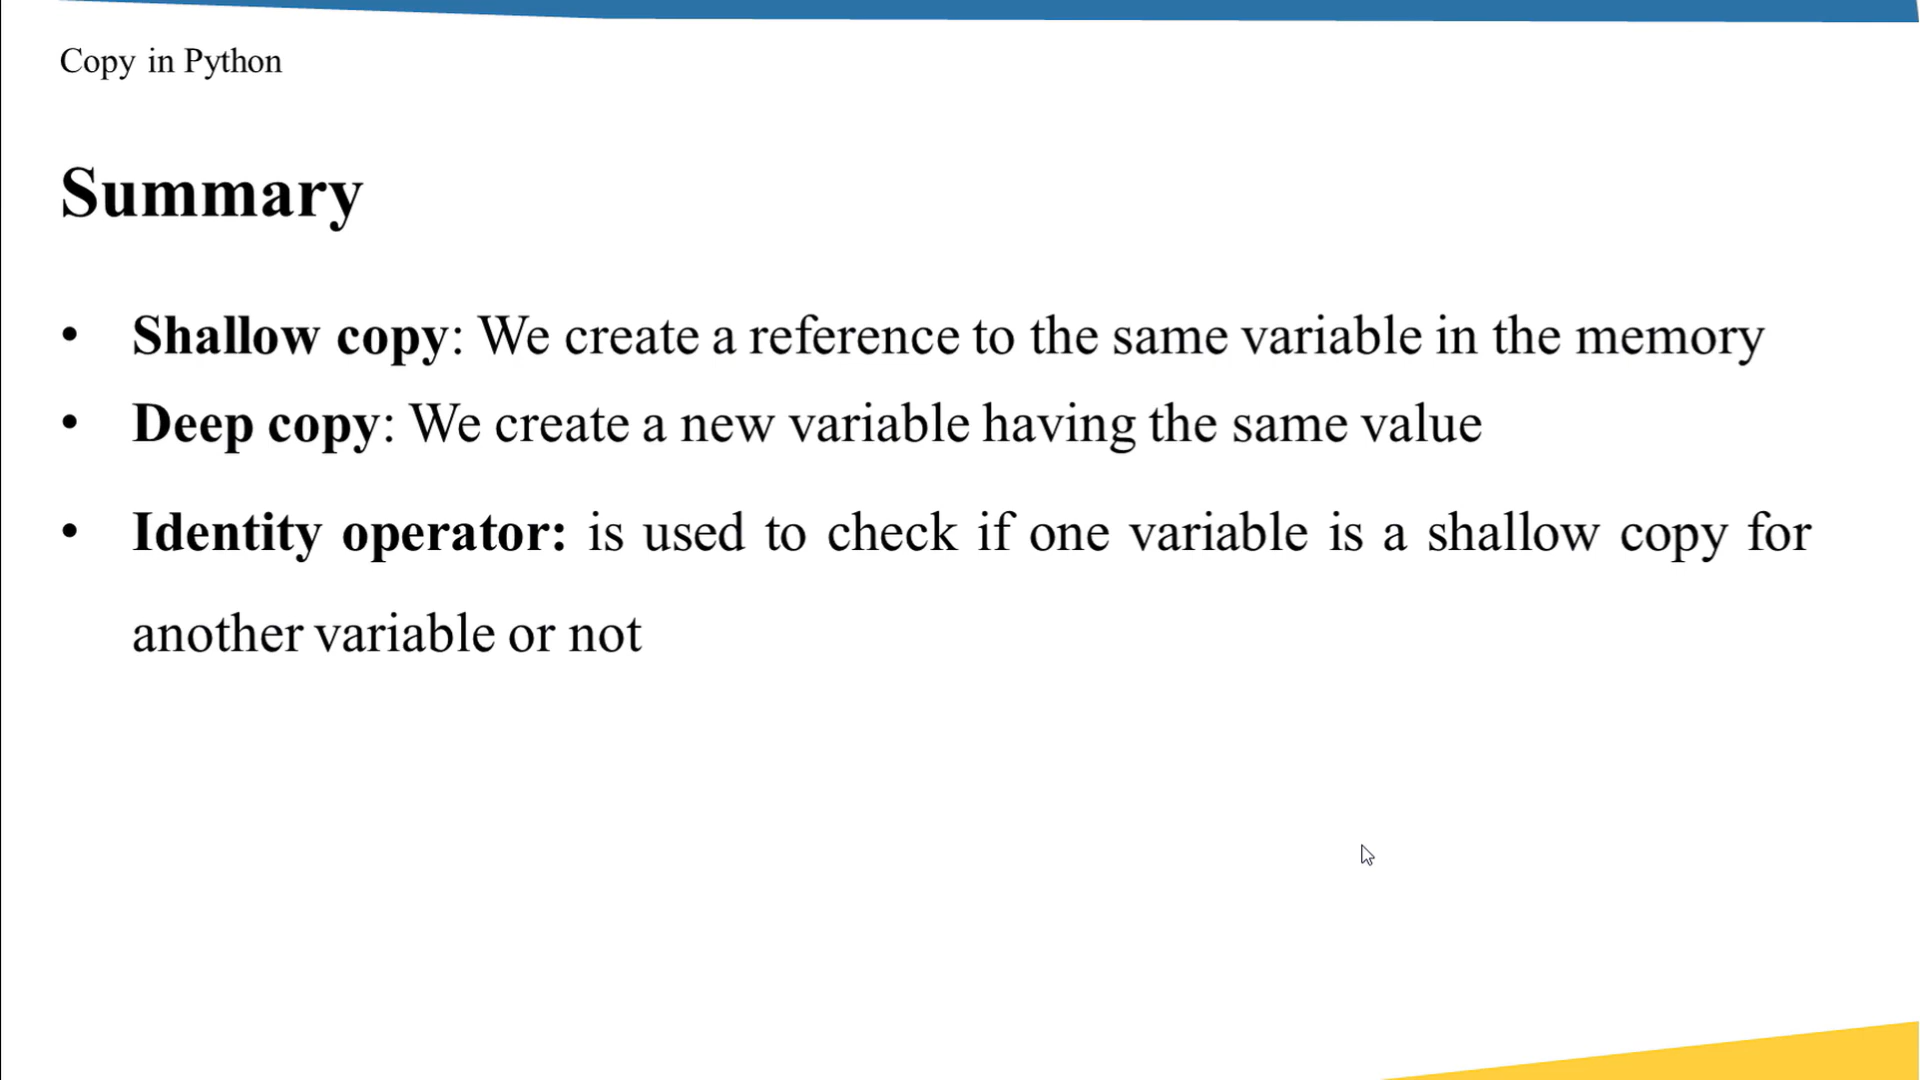 Copy in Python
Summary
• Shallow copy: We create a reference to the same variable in the memory
• Deep copy: We create a new variable having the same value
• Identity operator: is used to check if one variable is a shallow copy for
another variable or not